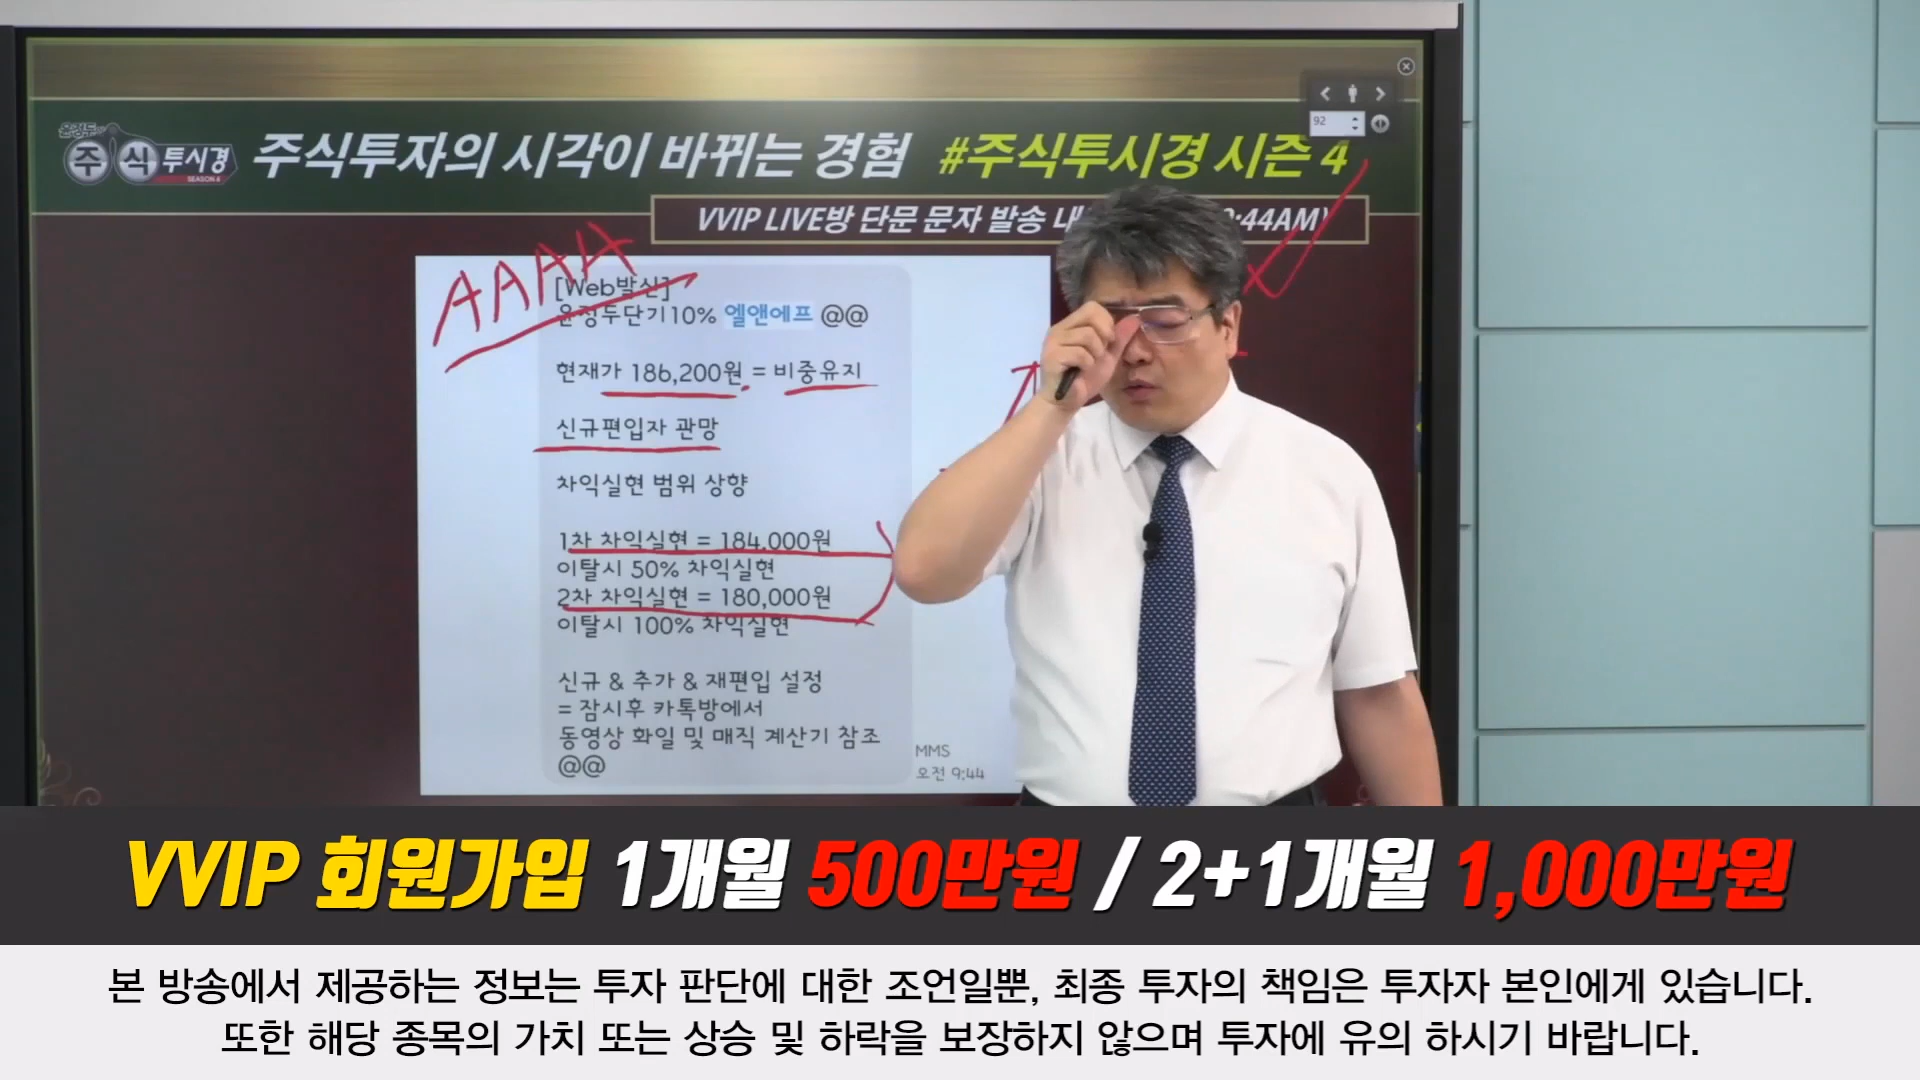 92
윤정두의
주식투시경
SEASON 4
주식투자의 시각이 바뀌는 경험 #주식투시경 시즌 4
VVIP LIVE방 단문 문자 발송 내 :44AM)
AAAA
[Web발신]
윤정두단기10% 엘앤에프 @@
현재가 186,200원 = 비중유지
신규편입자 관망
차익실현 범위 상향
1차 차익실현 = 184,000원
이탈시 50% 차익실현
2차 차익실현 = 180,000원
이탈시 100% 차익실현
신규 & 추가 & 재편입 설정
= 잠시후 카톡방에서
동영상 화일 및 매직 계산기 참조
@@
MMS
오전 9:44
VVIP 회원가입 1개월 500만원 / 2+1개월 1,000만원
본 방송에서 제공하는 정보는 투자 판단에 대한 조언일뿐, 최종 투자의 책임은 투자자 본인에게 있습니다.
또한 해당 종목의 가치 또는 상승 및 하락을 보장하지 않으며 투자에 유의 하시기 바랍니다.